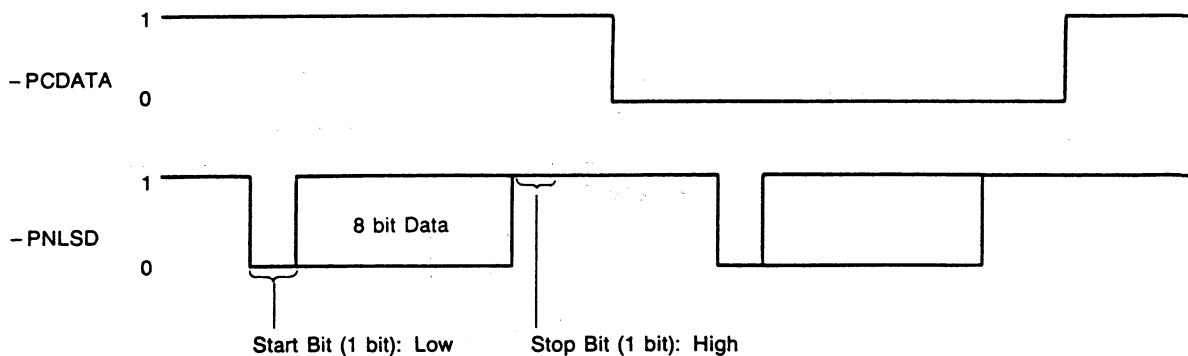 1
– PCDATA
0
1
8 bit Data
– PNLSD
0
Start Bit (1 bit): Low
Stop Bit (1 bit): High